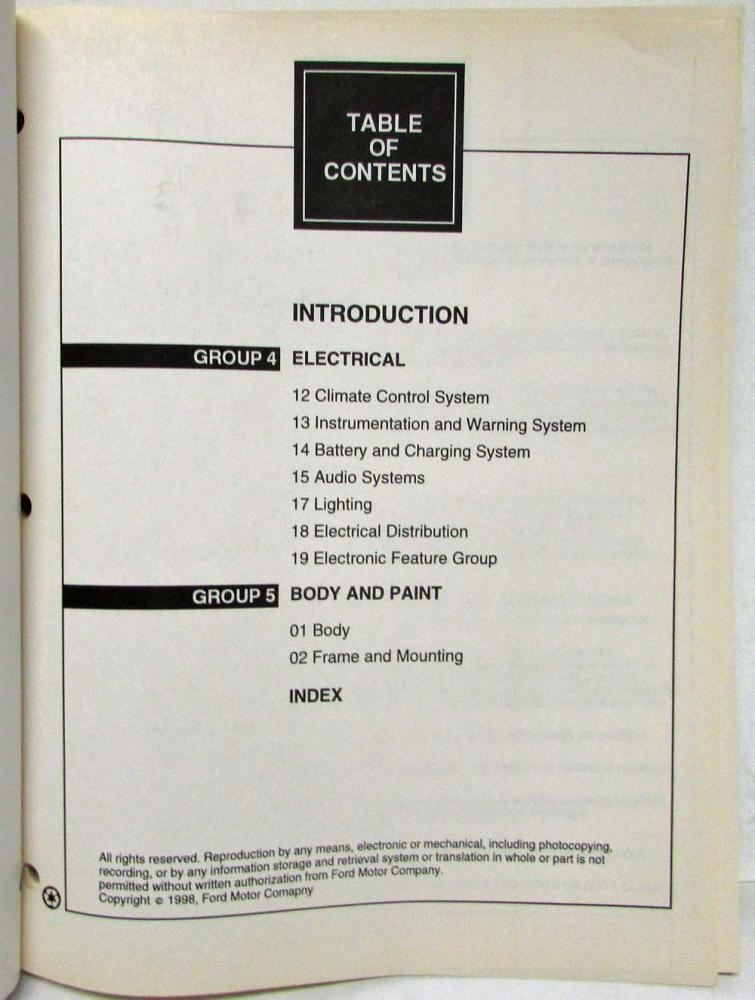 TABLE
OF
CONTENTS
INTRODUCTION
GROUP 4 ELECTRICAL
12 Climate Control System
13 Instrumentation and Warning System
14 Battery and Charging System
15 Audio Systems
17 Lighting
18 Electrical Distribution
19 Electronic Feature Group
GROUP 5 BODY AND PAINT
01 Body
02 Frame and Mounting
INDEX
All rights reserved. Reproduction by any means, electronic or mechanical, including photocopying,
recording, or by any information storage and retrieval system or translation in whole or part is not
permitted without written authorization from Ford Motor Company.
Copyright © 1998, Ford Motor Comapny